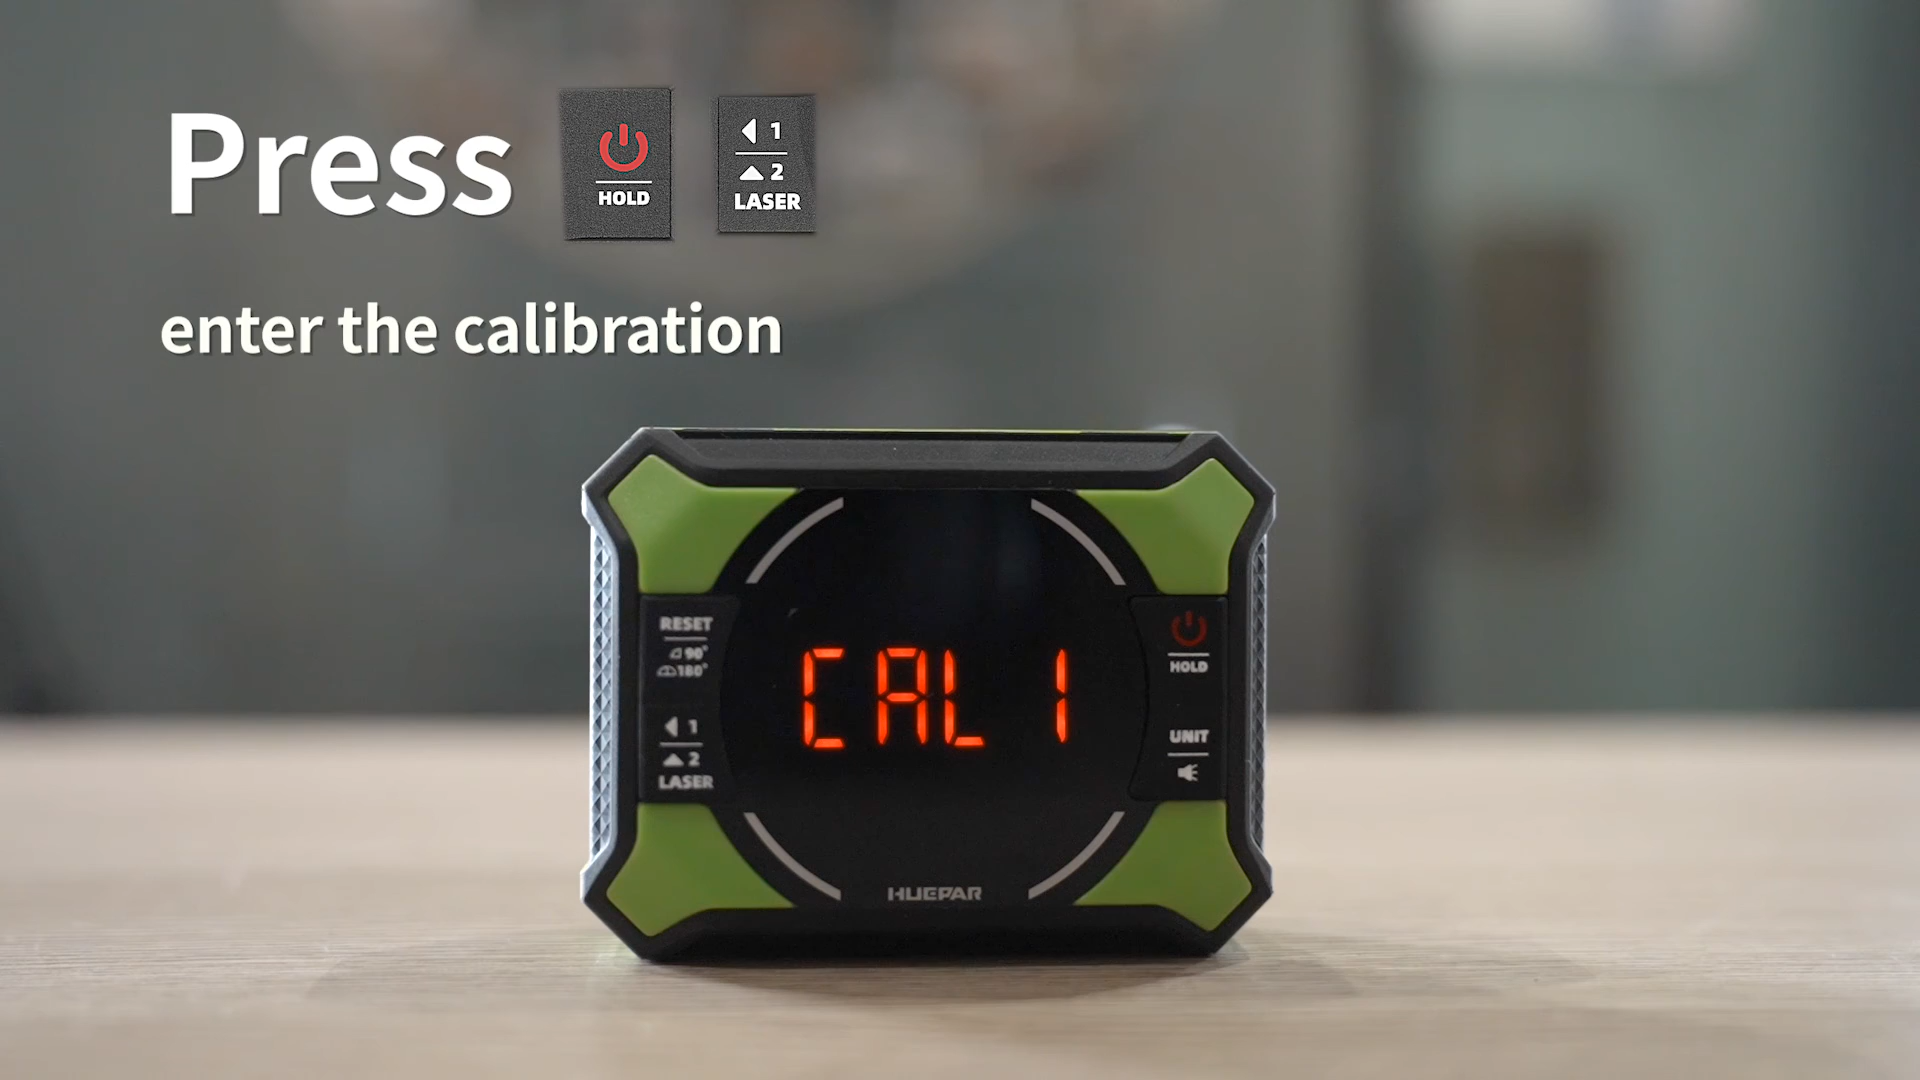 Press
HOLD
1
2
LASER
enter the calibration
RESET
90°
180°
1
2
LASER
CAL 1
HOLD
UNIT
HUEPAR